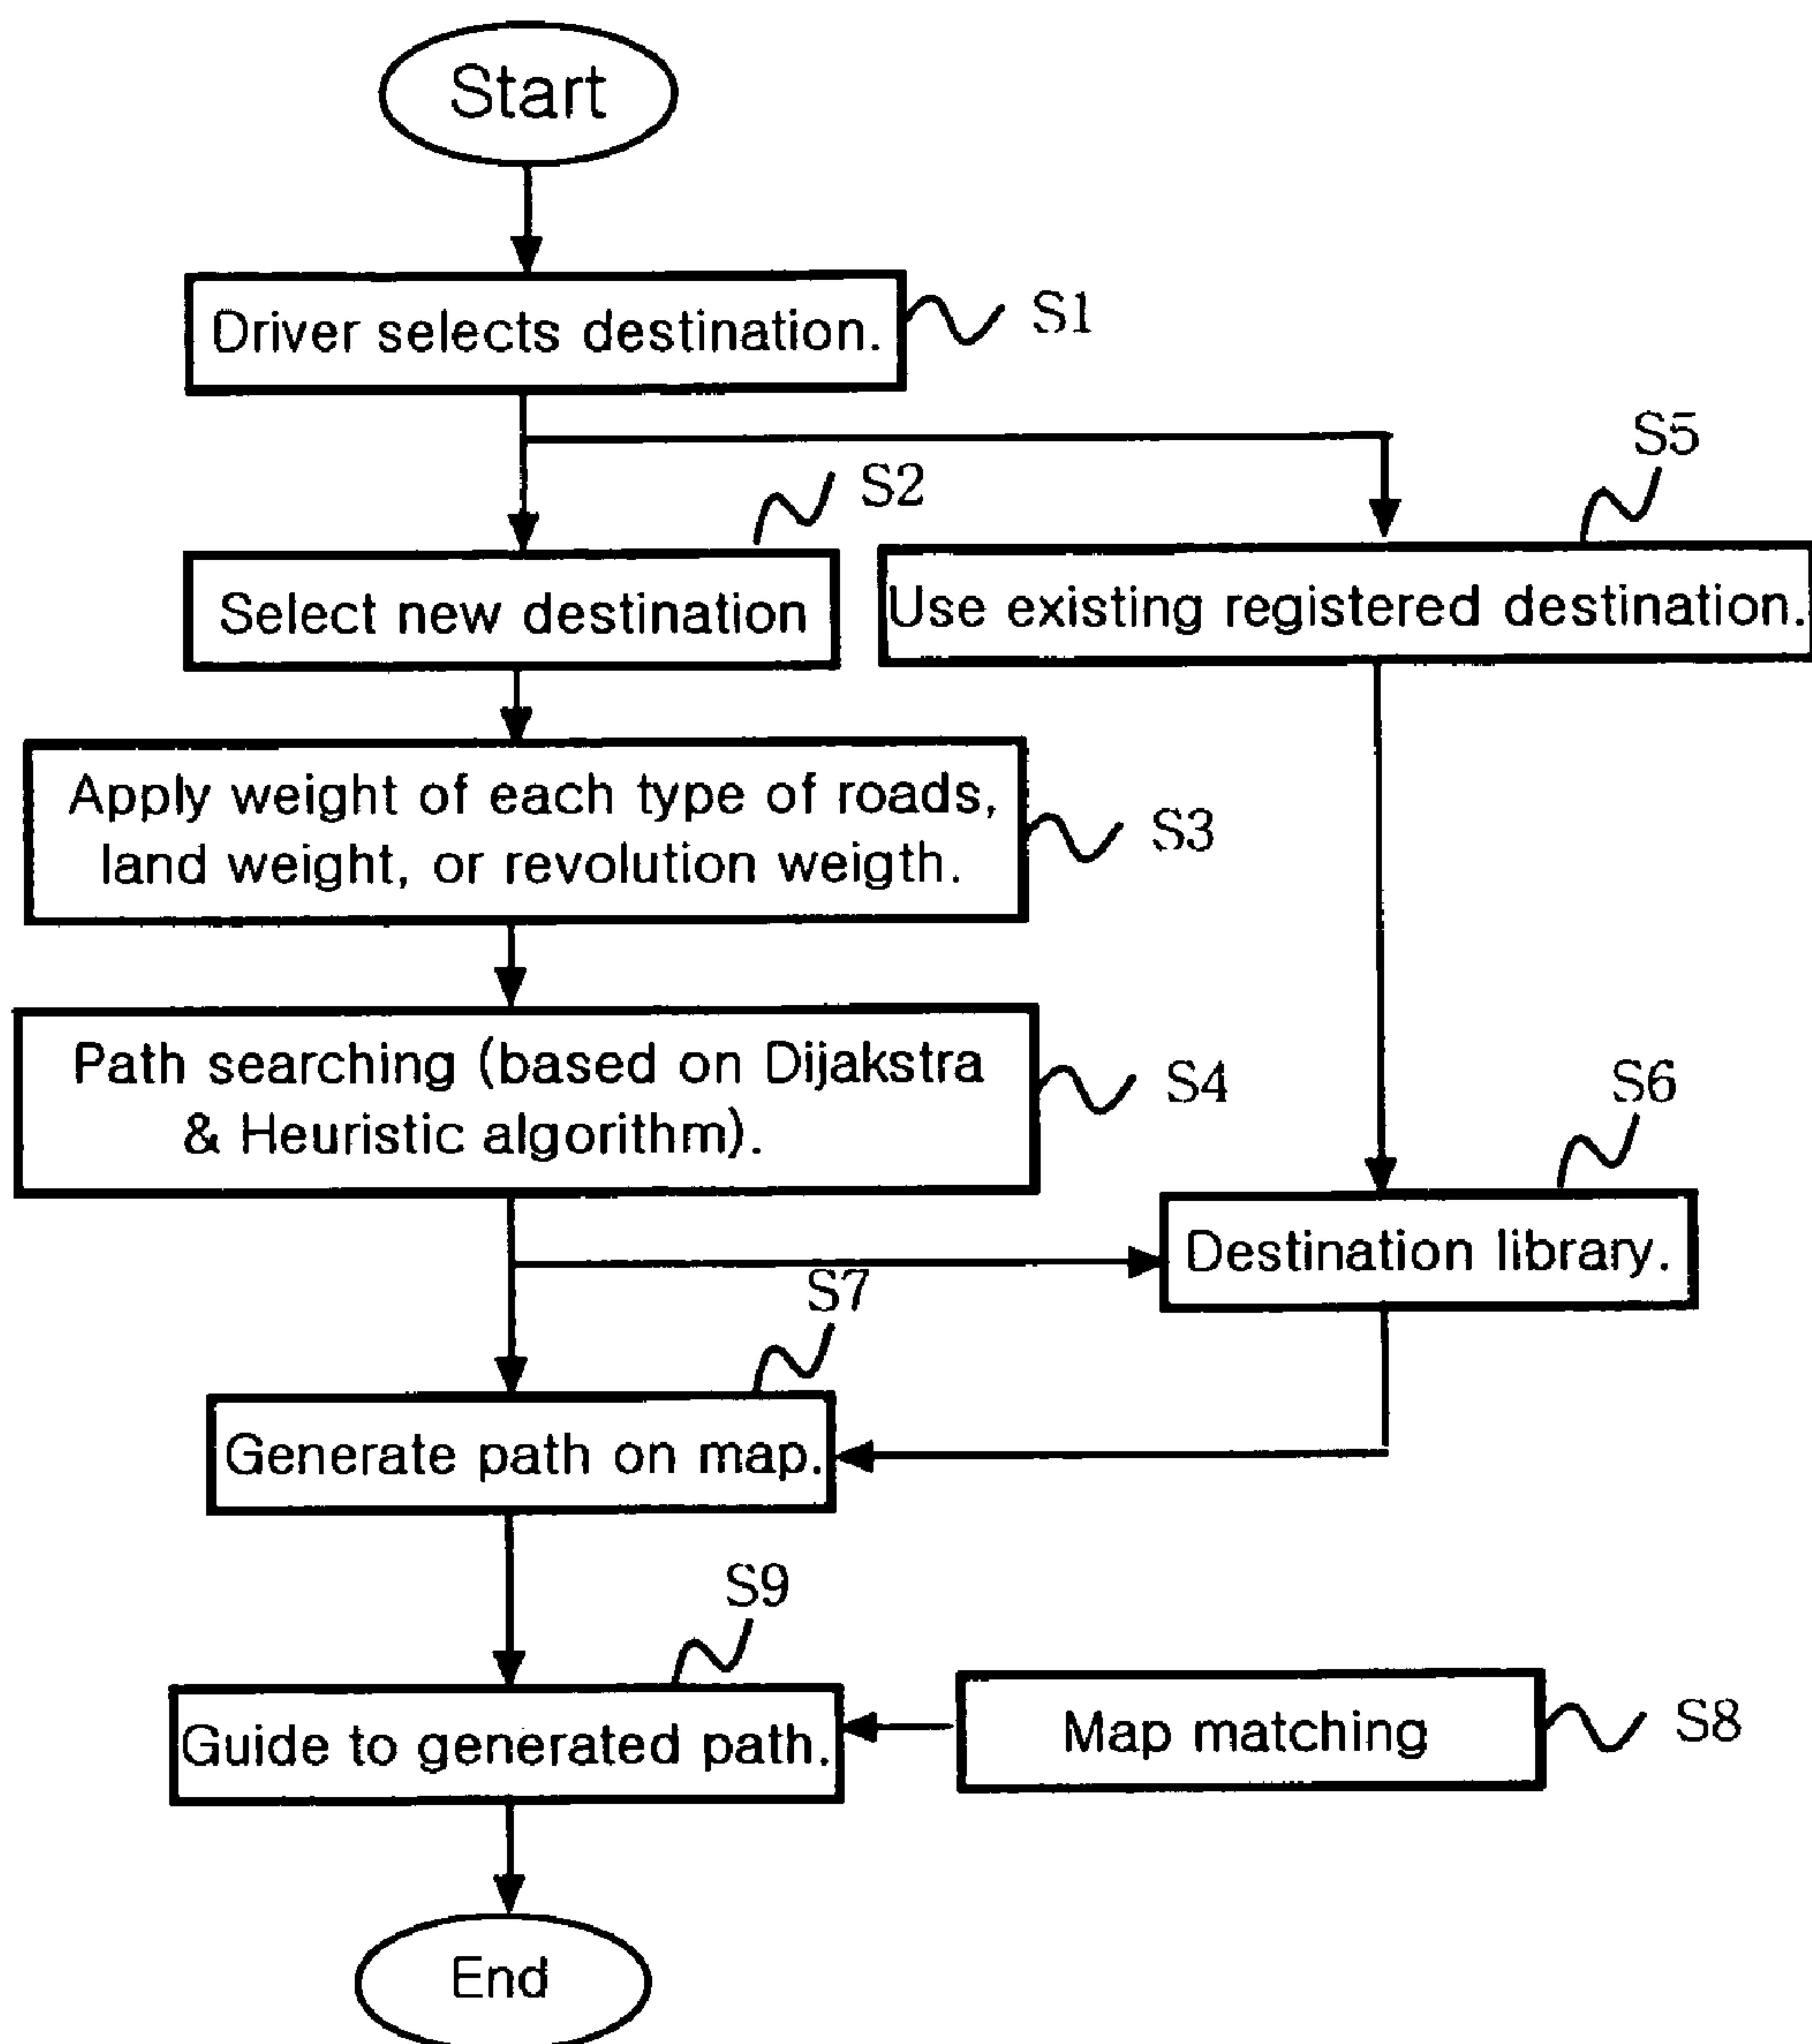 Start
Driver selects destination.
S1
S2
S5
Select new destination
Use existing registered destination.
Apply weight of each type of roads,
land weight, or revolution weigth.
S3
Path searching (based on Dijakstra
& Heuristic algorithm).
S4
S6
Destination library.
S7
Generate path on map.
S9
Guide to generated path.
Map matching
S8
End